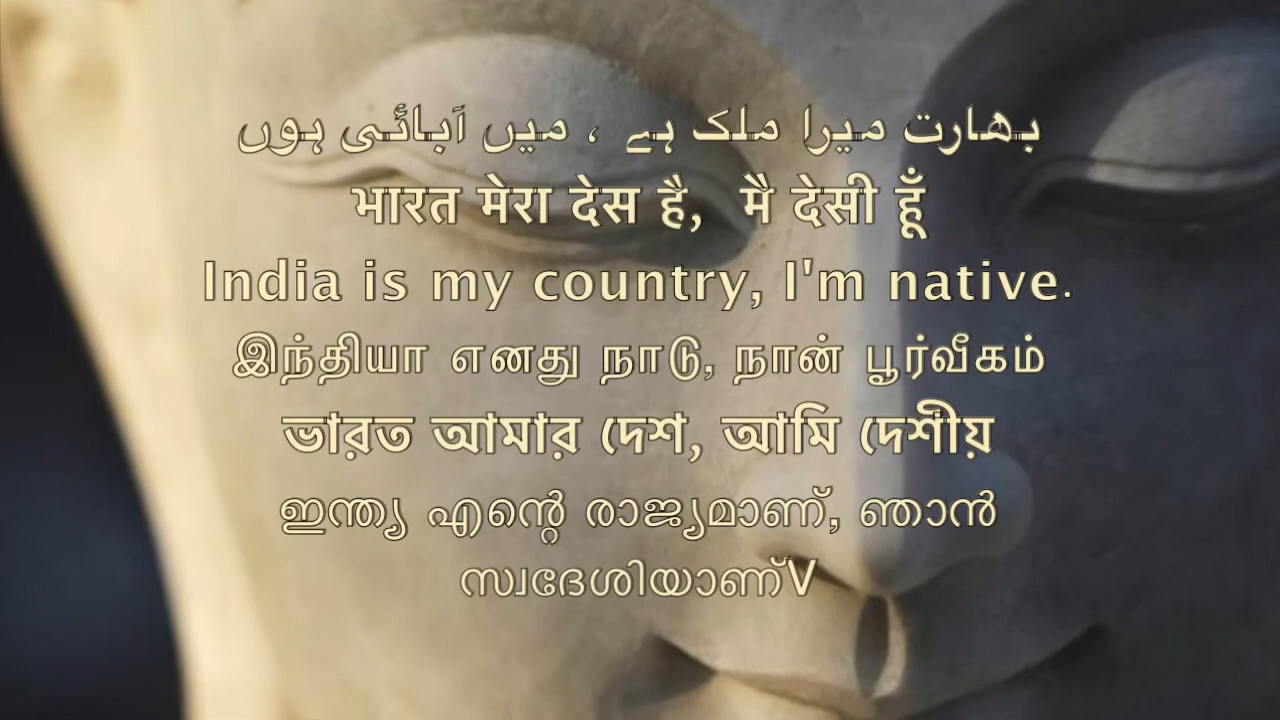 بھارت میرا ملک ہے ، میں آبائی ہوں
भारत मेरा देस है, मै देसी हूँ
India is my country, I'm native.
இந்தியா எனது நாடு, நான் பூர்வீகம்
ভারত আমার দেশ, আমি দেশীয়
ഇന്ത്യ എന്റെ രാജ്യമാണ്, ഞാൻ
സ്വദേശിയാണ്V